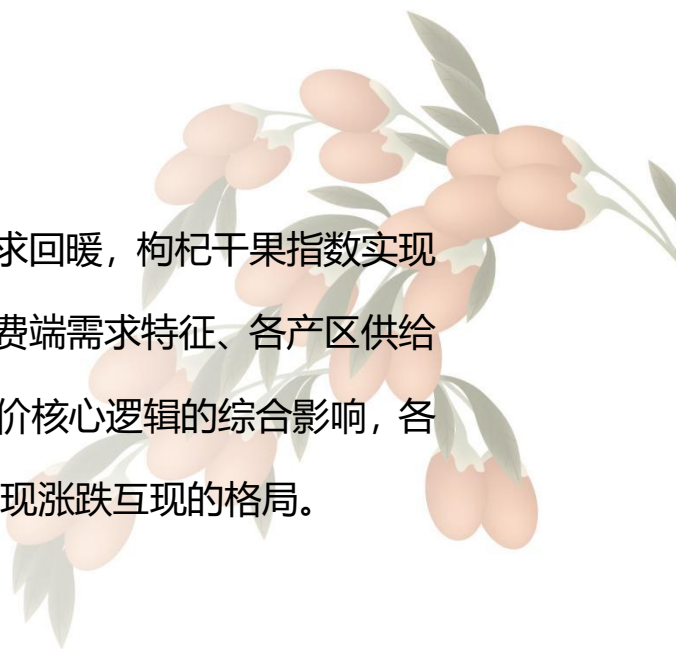 求回暖，枸杞干果指数实现
费端需求特征、各产区供给
价核心逻辑的综合影响，各
现涨跌互现的格局。